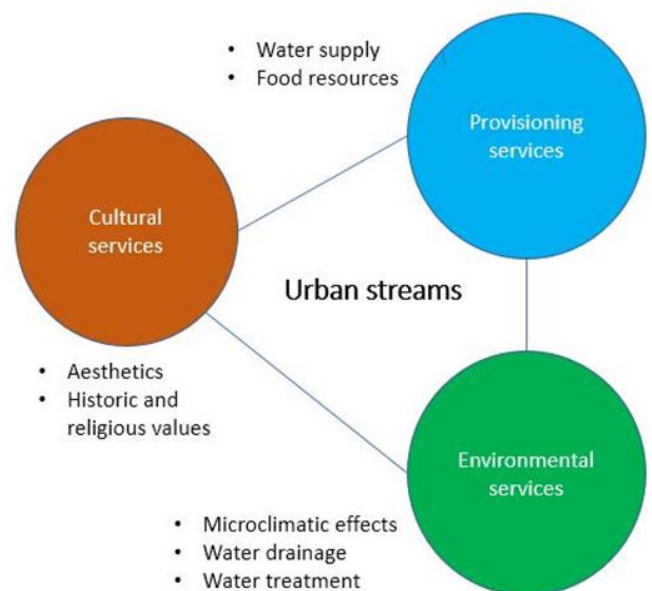 • Water supply
• Food resources
Provisioning
services
Cultural
services
Urban streams
• Aesthetics
• Historic and
religious values
Environmental
services
• Microclimatic effects
• Water drainage
• Water treatment